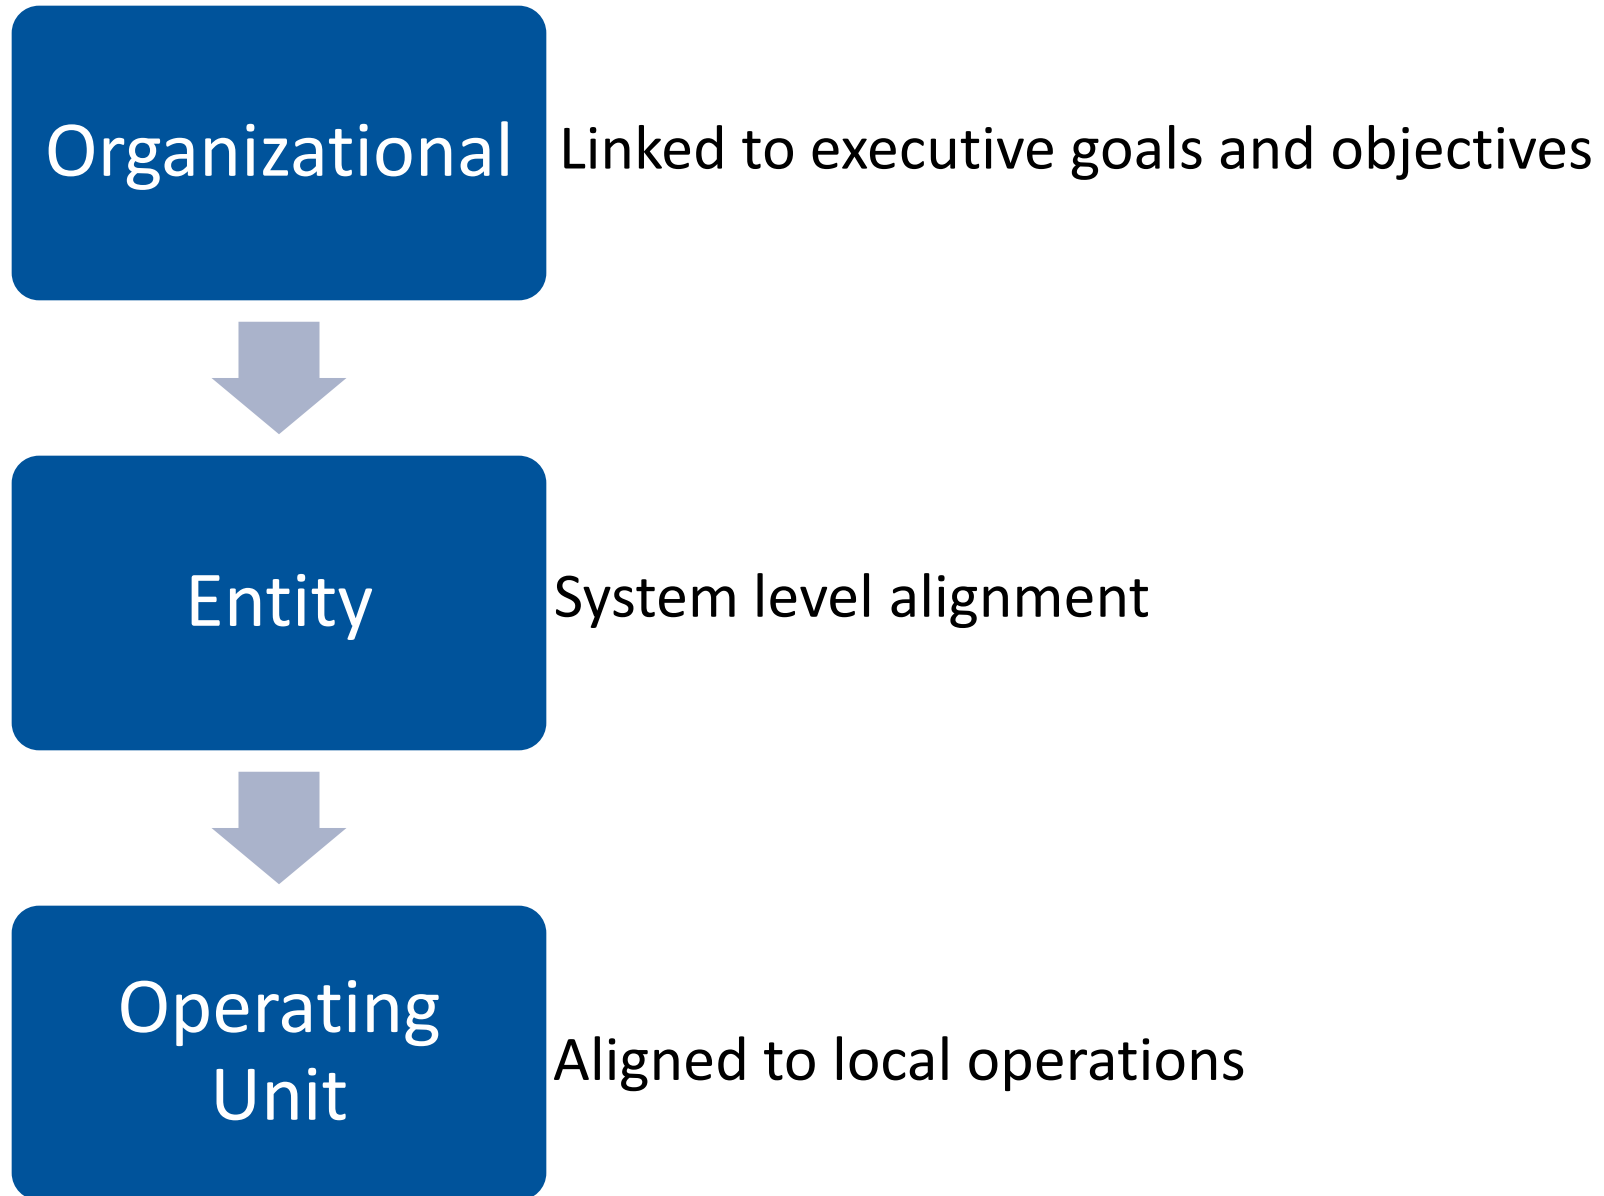 Organizational
Linked to executive goals and objectives
Entity
System level alignment
Operating
Unit
Aligned to local operations